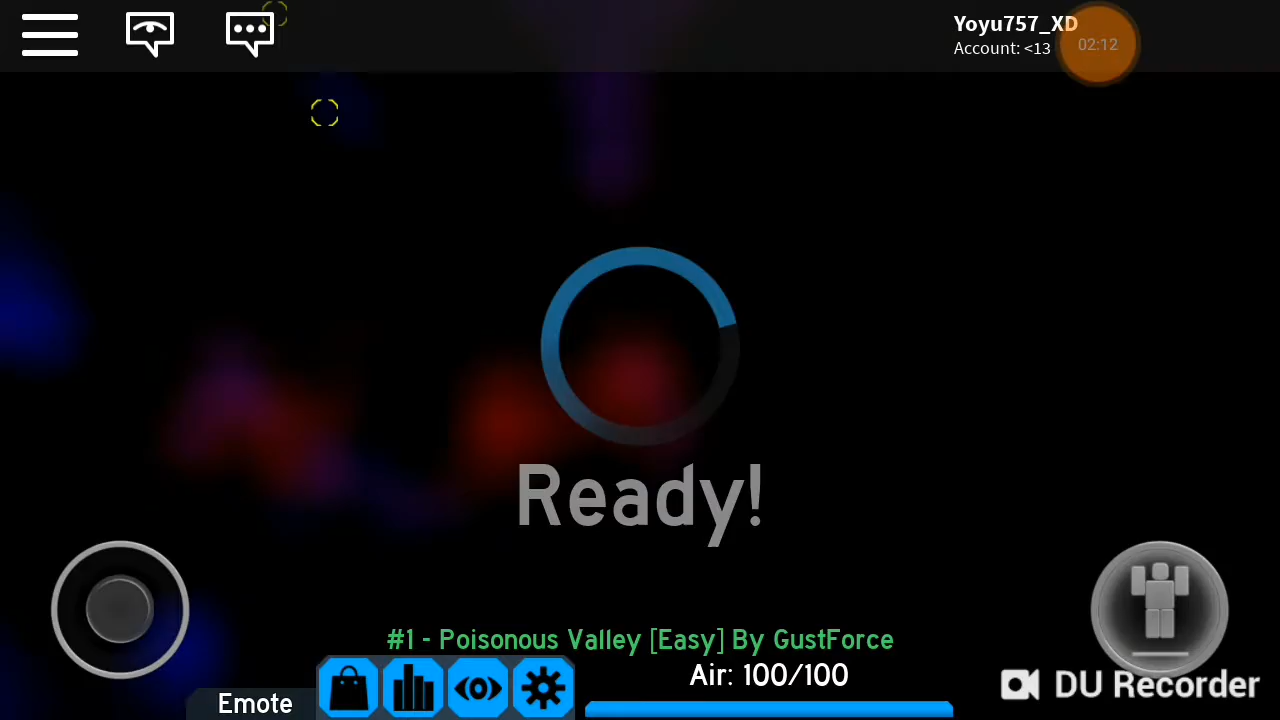 Yoyu757_XD
Account: <13
02:12
Ready!
#1 - Poisonous Valley [Easy] By GustForce
Air: 100/100
Emote
DU Recorder